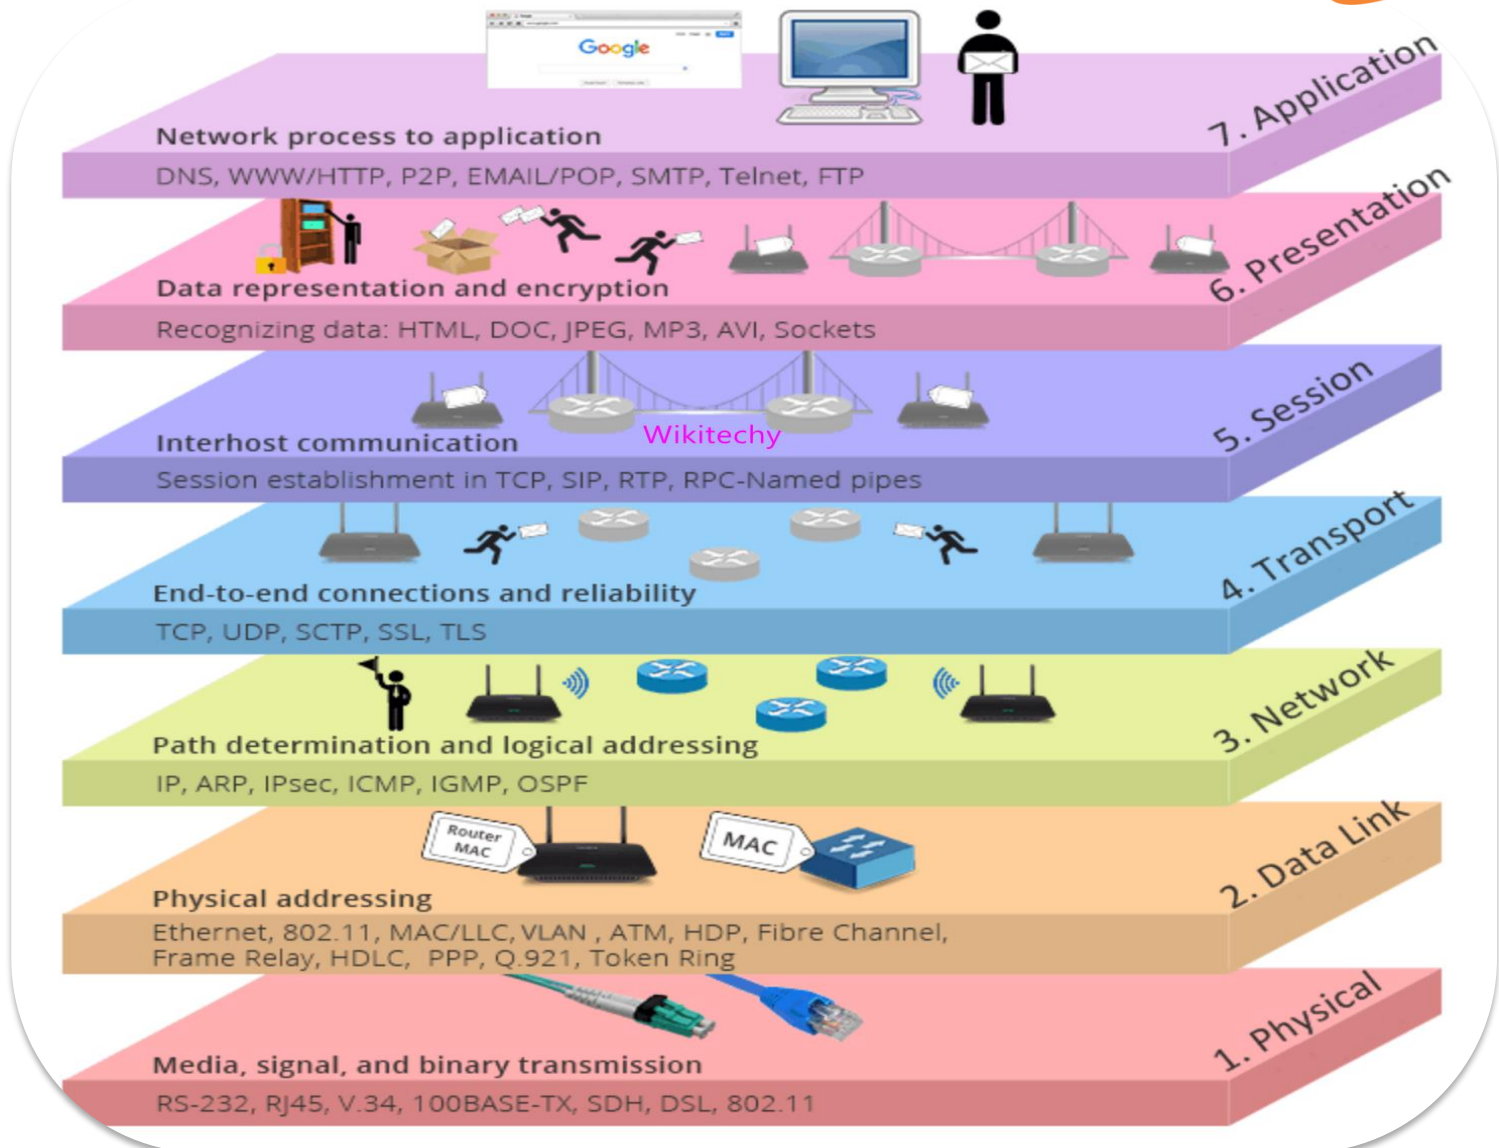 Google
7. Application
Network process to application
DNS, WWW/HTTP, P2P, EMAIL/POP, SMTP, Telnet, FTP
6. Presentation
Data representation and encryption
Recognizing data: HTML, DOC, JPEG, MP3, AVI, Sockets
5. Session
Wikitechy
Interhost communication
Session establishment in TCP, SIP, RTP, RPC-Named pipes
4. Transport
End-to-end connections and reliability
TCP, UDP, SCTP, SSL, TLS
3. Network
Path determination and logical addressing
IP, ARP, IPsec, ICMP, IGMP, OSPF
2. Data Link
Router
MAC
MAC
Physical addressing
Ethernet, 802.11, MAC/LLC, VLAN , ATM, HDP, Fibre Channel,
Frame Relay, HDLC, PPP, Q.921, Token Ring
1. Physical
Media, signal, and binary transmission
RS-232, RJ45, V.34, 100BASE-TX, SDH, DSL, 802.11